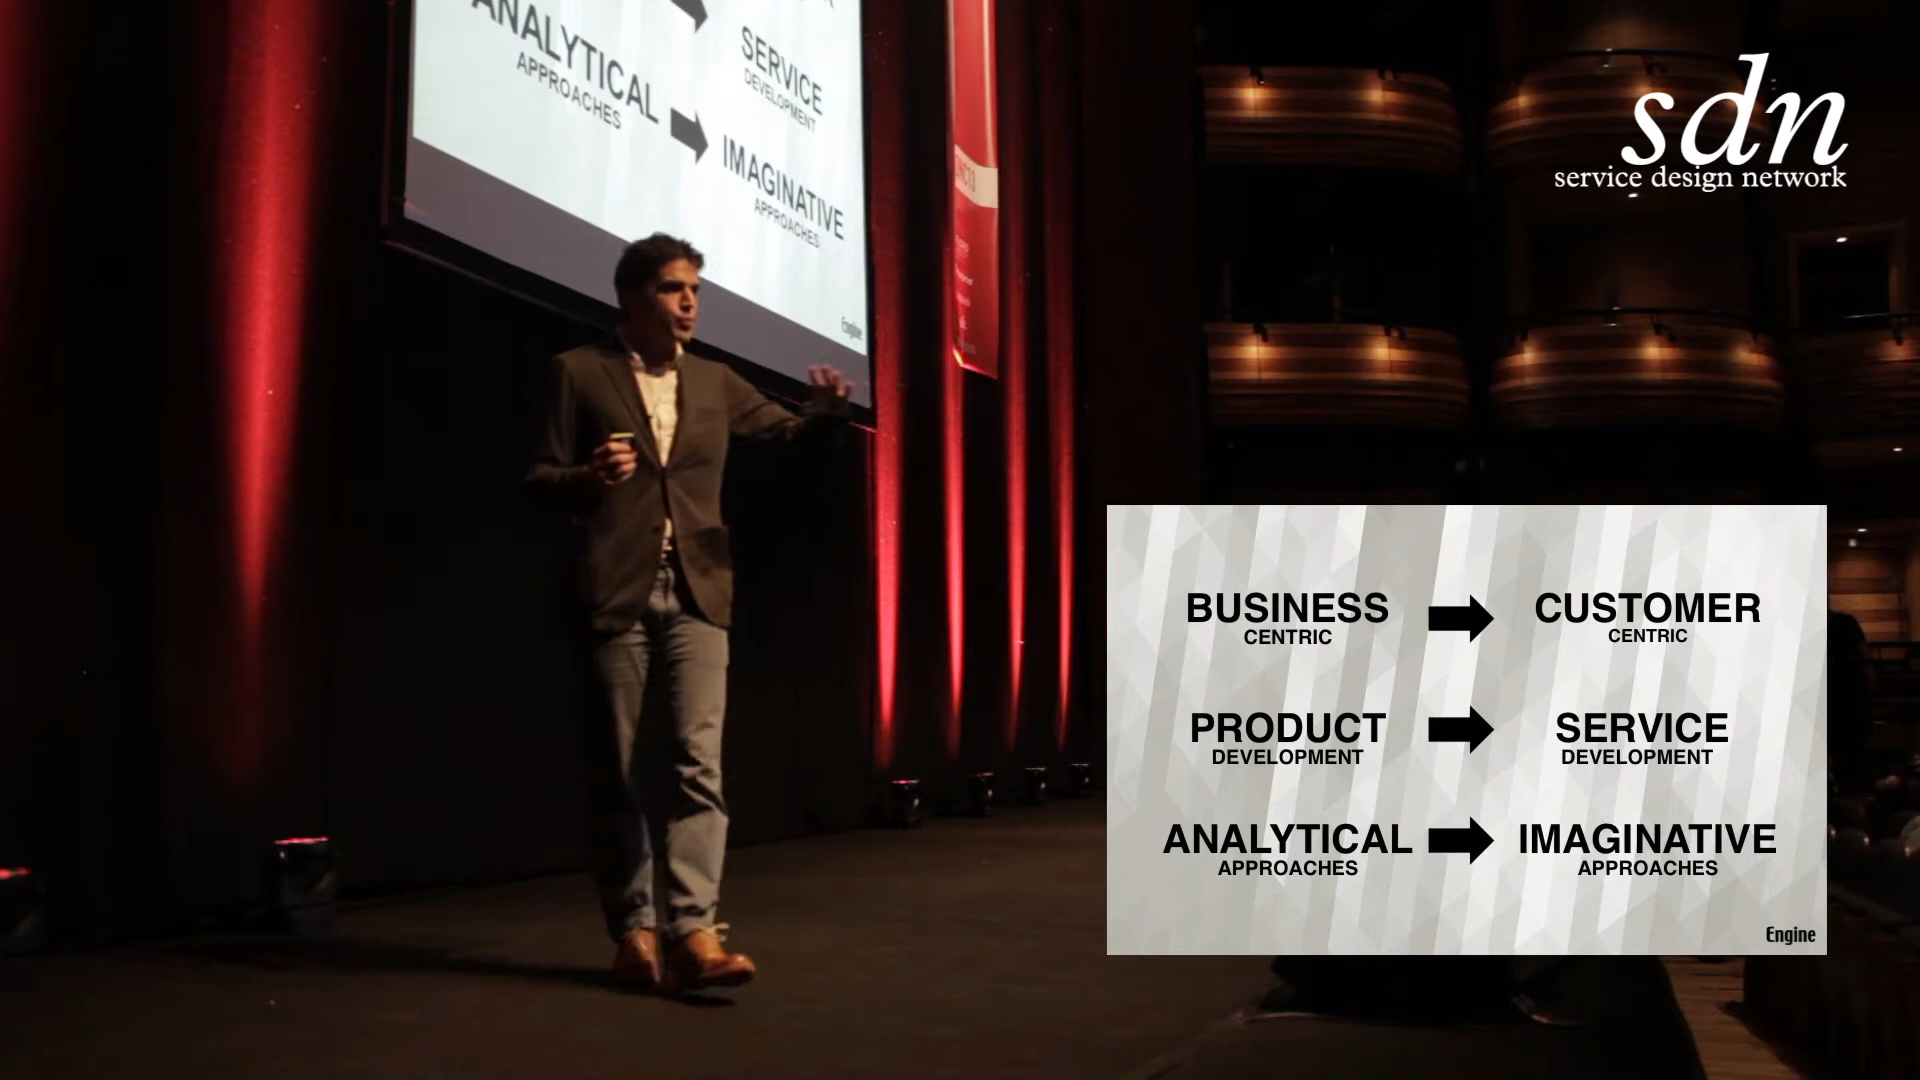 ANALYTICAL
APPROACHES
SERVICE
DEVELOPMENT
IMAGINATIVE
APPROACHES
Engine
sdn
service design network
BUSINESS
CENTRIC
CUSTOMER
CENTRIC
PRODUCT
DEVELOPMENT
SERVICE
DEVELOPMENT
ANALYTICAL
APPROACHES
IMAGINATIVE
APPROACHES
Engine